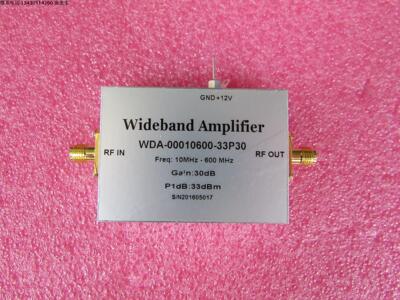 GND+12V
Wideband Amplifier
WDA-00010600-33P30
RF IN
RF OUT
Freq: 10MHz - 600 MHz
Gain:30dB
P1dB:33dBm
S/N201605017